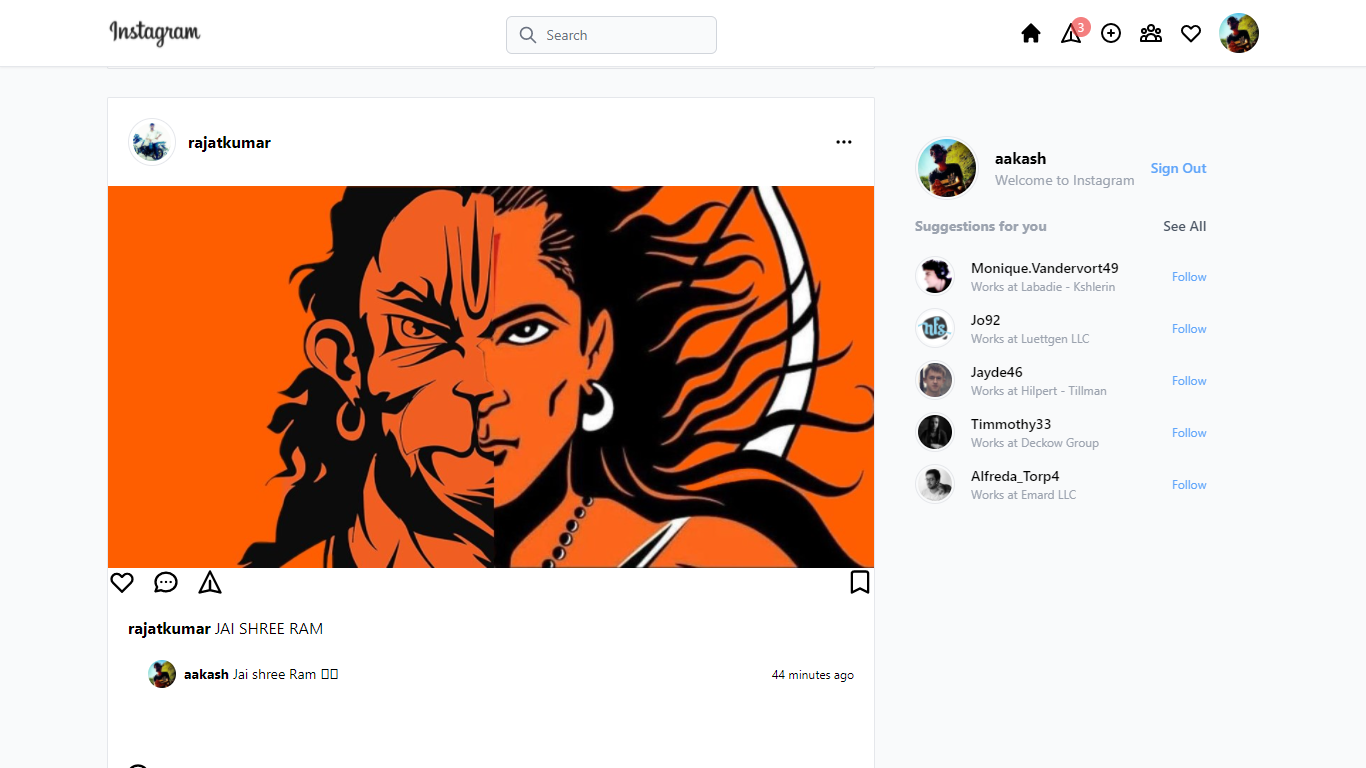 Instagram
Search
3
rajatkumar
aakash
Welcome to Instagram
Sign Out
Suggestions for you
See All
Monique.Vandervort49
Works at Labadie - Kshlerin
Follow
Jo92
Works at Luettgen LLC
Follow
Jayde46
Works at Hilpert - Tillman
Follow
Timmothy33
Works at Deckow Group
Follow
Alfreda_Torp4
Works at Emard LLC
Follow
rajatkumar JAI SHREE RAM
aakash Jai shree Ram
44 minutes ago